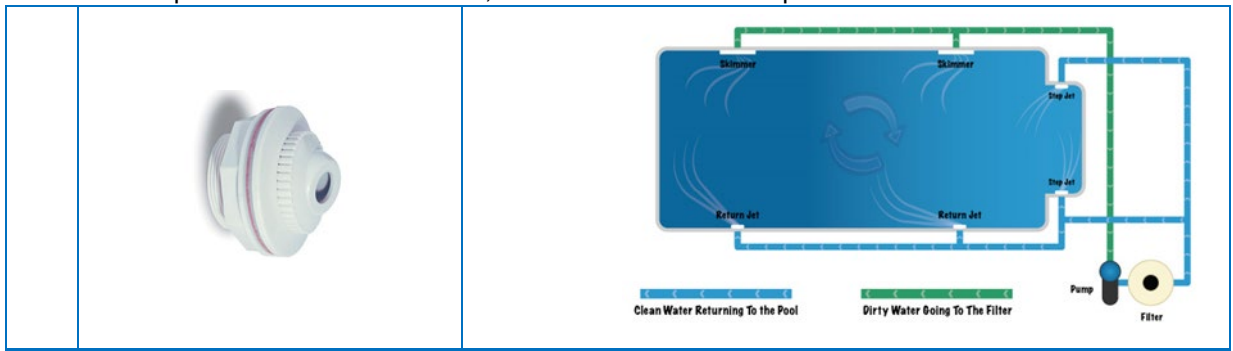 Skimmer
Skimmer
Step Jet
Step Jet
Return Jet
Return Jet
Pump
Filter
Clean Water Returning To the Pool
Dirty Water Going To The Filter